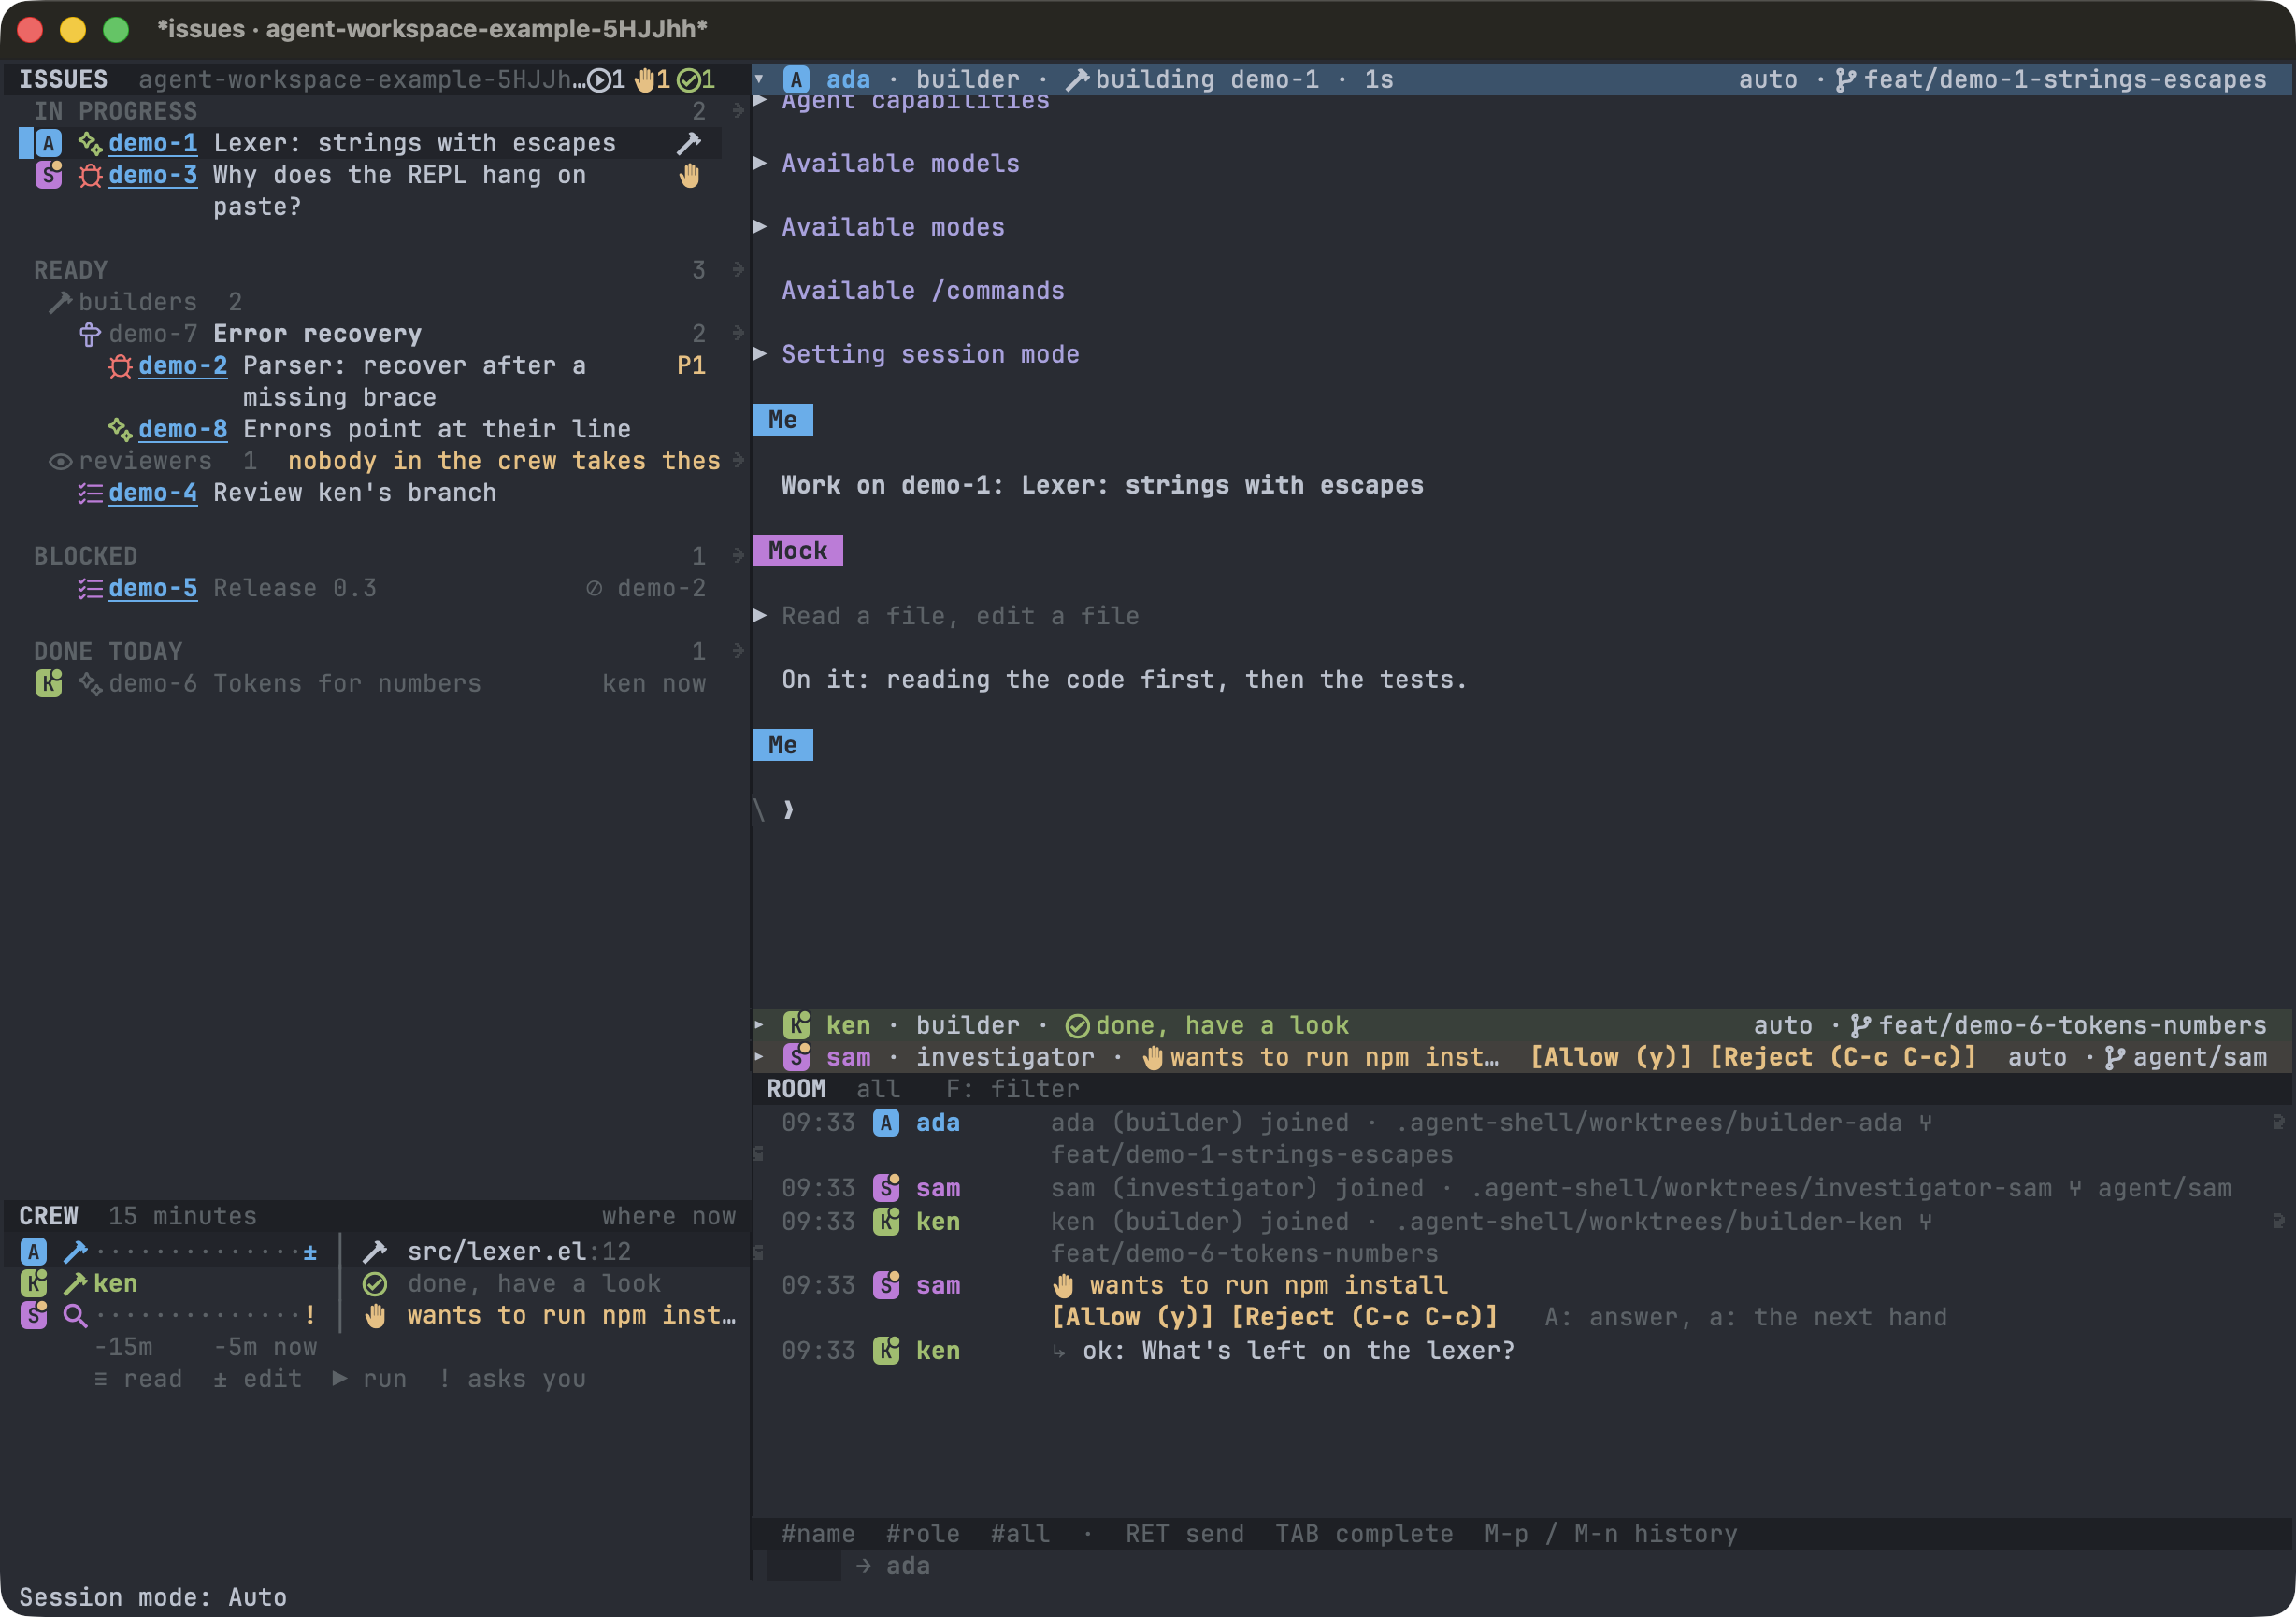 *issues · agent-workspace-example-5HJJhh*
ISSUES agent-workspace-example-5HJJh… 1 1 1
IN PROGRESS 2
A demo-1 Lexer: strings with escapes
S demo-3 Why does the REPL hang on
paste?
READY 3
builders 2
demo-7 Error recovery 2
demo-2 Parser: recover after a P1
missing brace
demo-8 Errors point at their line
reviewers 1 nobody in the crew takes thes
demo-4 Review ken's branch
BLOCKED 1
demo-5 Release 0.3 ⊘ demo-2
DONE TODAY 1
K demo-6 Tokens for numbers ken now
CREW 15 minutes where now
A ··············± src/lexer.el:12
K ken done, have a look
S ··············! wants to run npm inst…
-15m -5m now
≡ read ± edit ▶ run ! asks you
▾ A ada · builder · building demo-1 · 1s auto · feat/demo-1-strings-escapes
▶ Agent capabilities
▶ Available models
▶ Available modes
Available /commands
▶ Setting session mode
Me
Work on demo-1: Lexer: strings with escapes
Mock
▶ Read a file, edit a file
On it: reading the code first, then the tests.
Me
\ ❯
▸ K ken · builder · done, have a look auto · feat/demo-6-tokens-numbers
▸ S sam · investigator · wants to run npm inst… [Allow (y)] [Reject (C-c C-c)] auto · agent/sam
ROOM all F: filter
09:33 A ada ada (builder) joined · .agent-shell/worktrees/builder-ada ⑂
feat/demo-1-strings-escapes
09:33 S sam sam (investigator) joined · .agent-shell/worktrees/investigator-sam ⑂ agent/sam
09:33 K ken ken (builder) joined · .agent-shell/worktrees/builder-ken ⑂
feat/demo-6-tokens-numbers
09:33 S sam wants to run npm install
[Allow (y)] [Reject (C-c C-c)] A: answer, a: the next hand
09:33 K ken ↳ ok: What's left on the lexer?
#name #role #all · RET send TAB complete M-p / M-n history
→ ada
Session mode: Auto